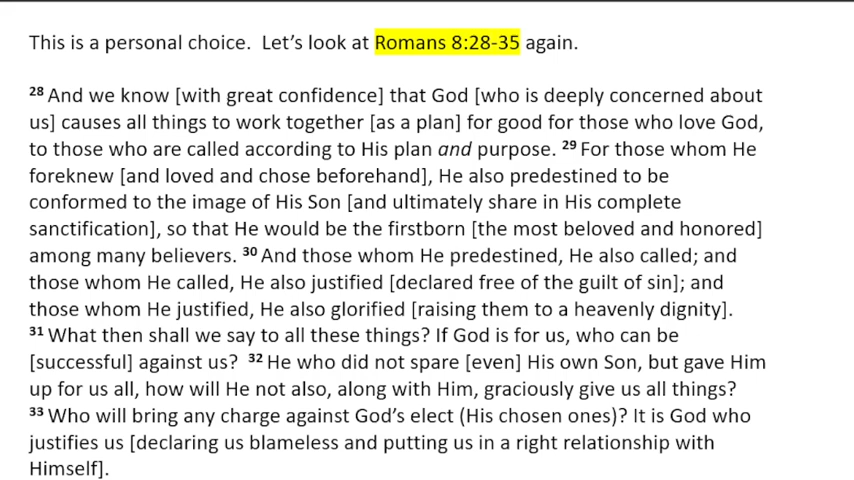 This is a personal choice.  Let's look at Romans 8:28-35 again.
28 And we know [with great confidence] that God [who is deeply concerned about
us] causes all things to work together [as a plan] for good for those who love God,
to those who are called according to His plan and purpose. 29 For those whom He
foreknew [and loved and chose beforehand], He also predestined to be
conformed to the image of His Son [and ultimately share in His complete
sanctification], so that He would be the firstborn [the most beloved and honored]
among many believers. 30 And those whom He predestined, He also called; and
those whom He called, He also justified [declared free of the guilt of sin]; and
those whom He justified, He also glorified [raising them to a heavenly dignity].
31 What then shall we say to all these things? If God is for us, who can be
[successful] against us?  32 He who did not spare [even] His own Son, but gave Him
up for us all, how will He not also, along with Him, graciously give us all things?
33 Who will bring any charge against God's elect (His chosen ones)? It is God who
justifies us [declaring us blameless and putting us in a right relationship with
Himself].